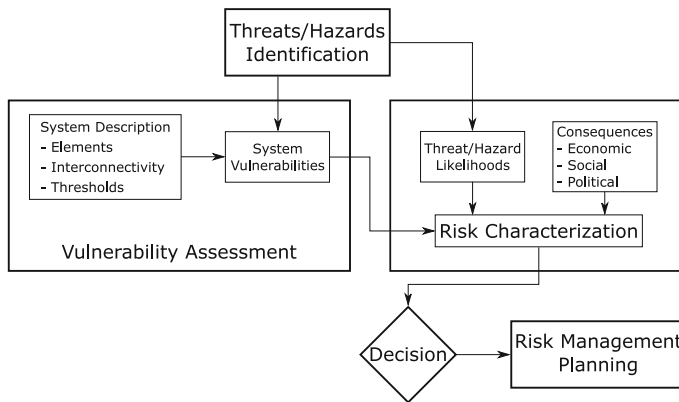 Threats/Hazards
Identification
System Description
- Elements
- Interconnectivity
- Thresholds
System
Vulnerabilities
Vulnerability Assessment
Threat/Hazard
Likelihoods
Consequences
- Economic
- Social
- Political
Risk Characterization
Decision
Risk Management
Planning